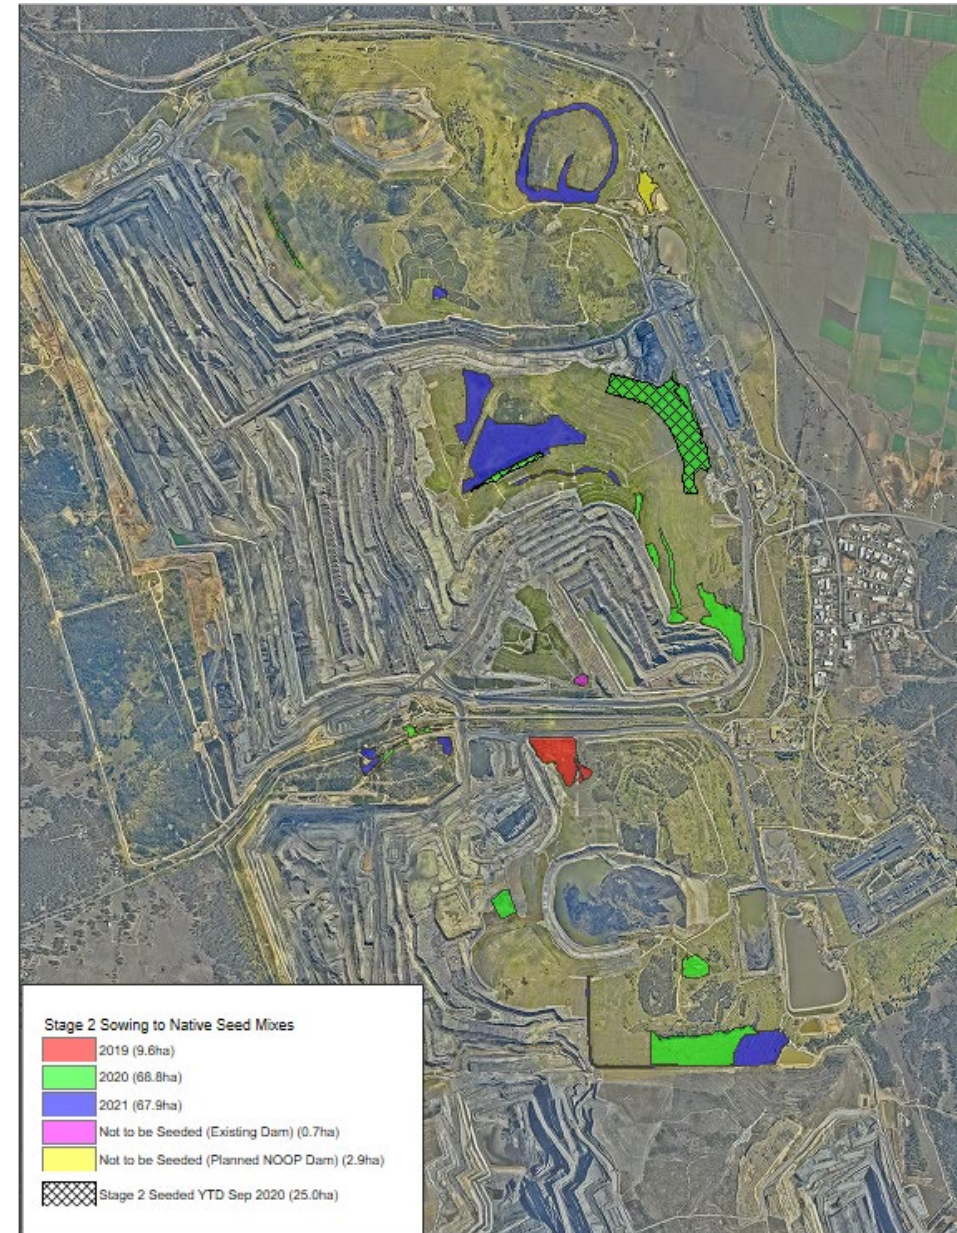 Stage 2 Sowing to Native Seed Mixes
2019 (9.6ha)
2020 (68.8ha)
2021 (67.9ha)
Not to be Seeded (Existing Dam) (0.7ha)
Not to be Seeded (Planned NOOP Dam) (2.9ha)
Stage 2 Seeded YTD Sep 2020 (25.0ha)